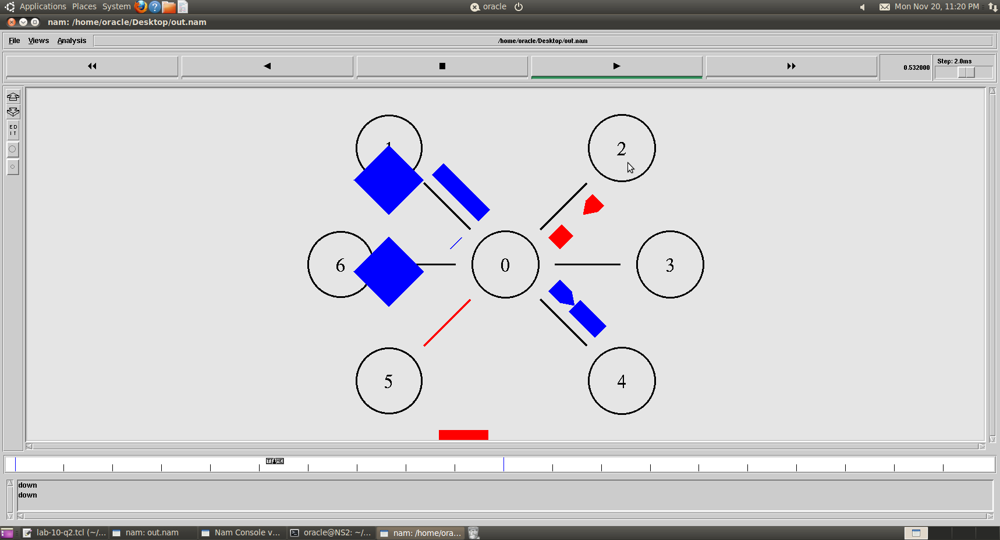 Applications Places System oracle Mon Nov 20, 11:20 PM
nam: /home/oracle/Desktop/out.nam
File Views Analysis /home/oracle/Desktop/out.nam
0.532000 Step: 2.0ms
ED
IT
1 2
6 0 3
5 4
TIME
down
down
lab-10-q2.tcl (~/... nam: out.nam Nam Console v... oracle@NS2: ~/... nam: /home/ora...